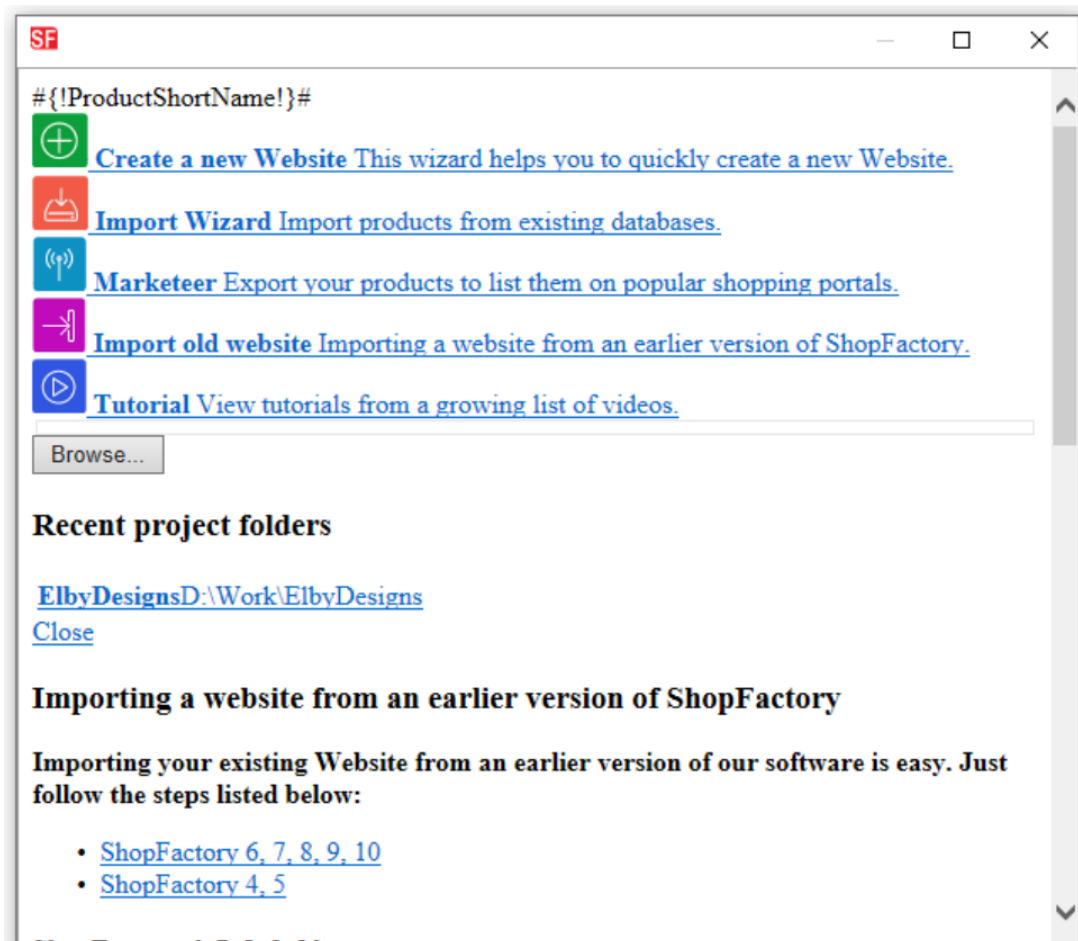 SF
#{!ProductShortName!}#
Create a new Website This wizard helps you to quickly create a new Website.
Import Wizard Import products from existing databases.
Marketeer Export your products to list them on popular shopping portals.
Import old website Importing a website from an earlier version of ShopFactory.
Tutorial View tutorials from a growing list of videos.
Browse...
Recent project folders
ElbyDesignsD:\Work\ElbyDesigns
Close
Importing a website from an earlier version of ShopFactory
Importing your existing Website from an earlier version of our software is easy. Just
follow the steps listed below:
• ShopFactory 6, 7, 8, 9, 10
• ShopFactory 4, 5